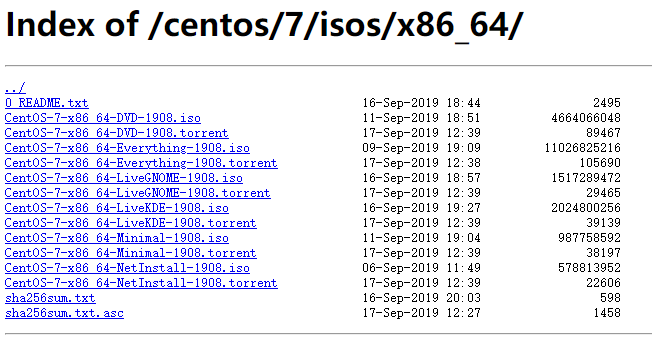 Index of /centos/7/isos/x86_64/
../
0_README.txt 16-Sep-2019 18:44 2495
CentOS-7-x86_64-DVD-1908.iso 11-Sep-2019 18:51 4664066048
CentOS-7-x86_64-DVD-1908.torrent 17-Sep-2019 12:39 89467
CentOS-7-x86_64-Everything-1908.iso 09-Sep-2019 19:09 11026825216
CentOS-7-x86_64-Everything-1908.torrent 17-Sep-2019 12:38 105690
CentOS-7-x86_64-LiveGNOME-1908.iso 16-Sep-2019 18:57 1517289472
CentOS-7-x86_64-LiveGNOME-1908.torrent 17-Sep-2019 12:39 29465
CentOS-7-x86_64-LiveKDE-1908.iso 16-Sep-2019 19:27 2024800256
CentOS-7-x86_64-LiveKDE-1908.torrent 17-Sep-2019 12:39 39139
CentOS-7-x86_64-Minimal-1908.iso 11-Sep-2019 19:04 987758592
CentOS-7-x86_64-Minimal-1908.torrent 17-Sep-2019 12:39 38197
CentOS-7-x86_64-NetInstall-1908.iso 06-Sep-2019 11:49 578813952
CentOS-7-x86_64-NetInstall-1908.torrent 17-Sep-2019 12:39 22606
sha256sum.txt 16-Sep-2019 20:03 598
sha256sum.txt.asc 17-Sep-2019 12:27 1458